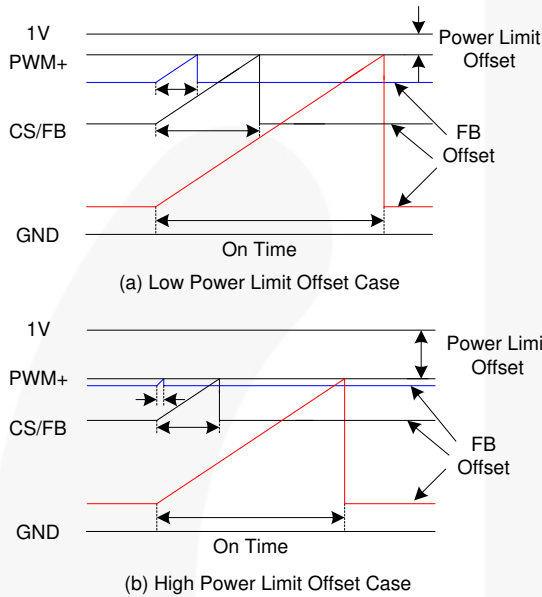 1V
Power Limit
Offset
PWM+
CS/FB
FB
Offset
GND
On Time
(a) Low Power Limit Offset Case
1V
Power Limi
Offset
PWM+
CS/FB
FB
Offset
GND
On Time
(b) High Power Limit Offset Case